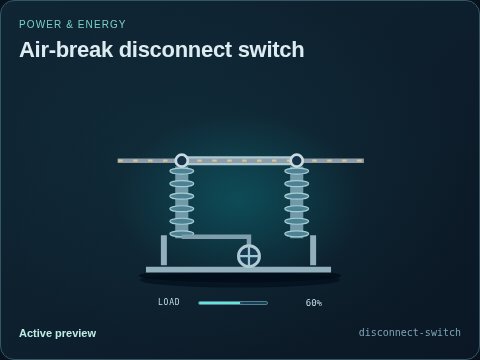 POWER & ENERGY
Air-break disconnect switch
LOAD 60%
Active preview disconnect-switch